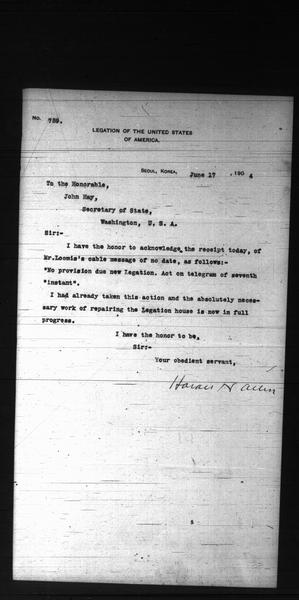 No. 789.
LEGATION OF THE UNITED STATES
OF AMERICA.
SEOUL, KOREA, June 17 , 190 4
To the Honorable,
John Hay,
Secretary of State,
Washington, U. S. A.
Sir:-
I have the honor to acknowledge the receipt today, of
Mr.Loomis's cable message of no date, as follows:-
"No provision due new Legation. Act on telegram of seventh
"instant".
I had already taken this action and the absolutely neces-
sary work of repairing the Legation house is now in full
progress.
I have the honor to be,
Sir:-
Your obedient servant,
Horace N Allen